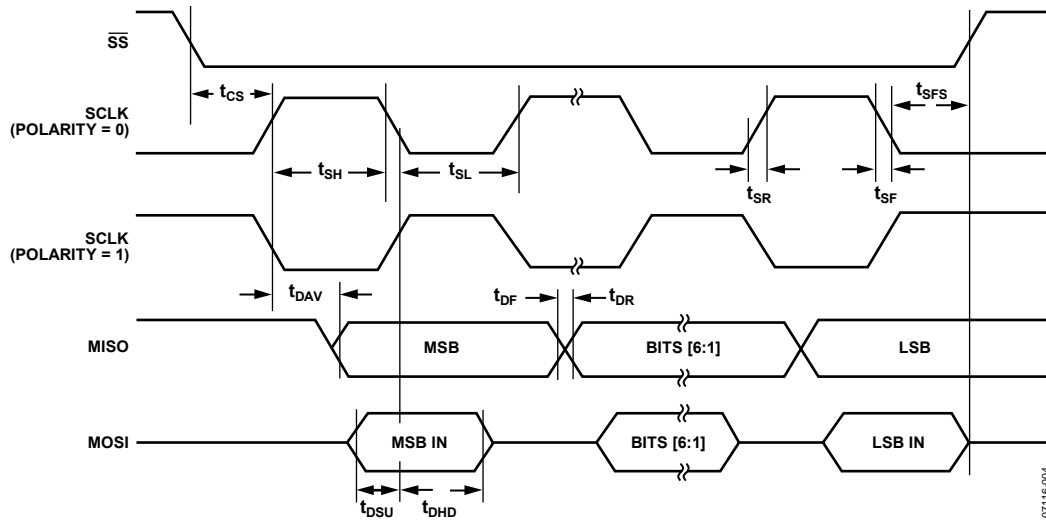 SS
tCS
tSFS
SCLK
(POLARITY = 0)
tSH
tSL
tSR
tSF
SCLK
(POLARITY = 1)
tDAV
tDF
tDR
MISO
MSB
BITS [6:1]
LSB
MOSI
MSB IN
BITS [6:1]
LSB IN
tDSU
tDHD
07116-004